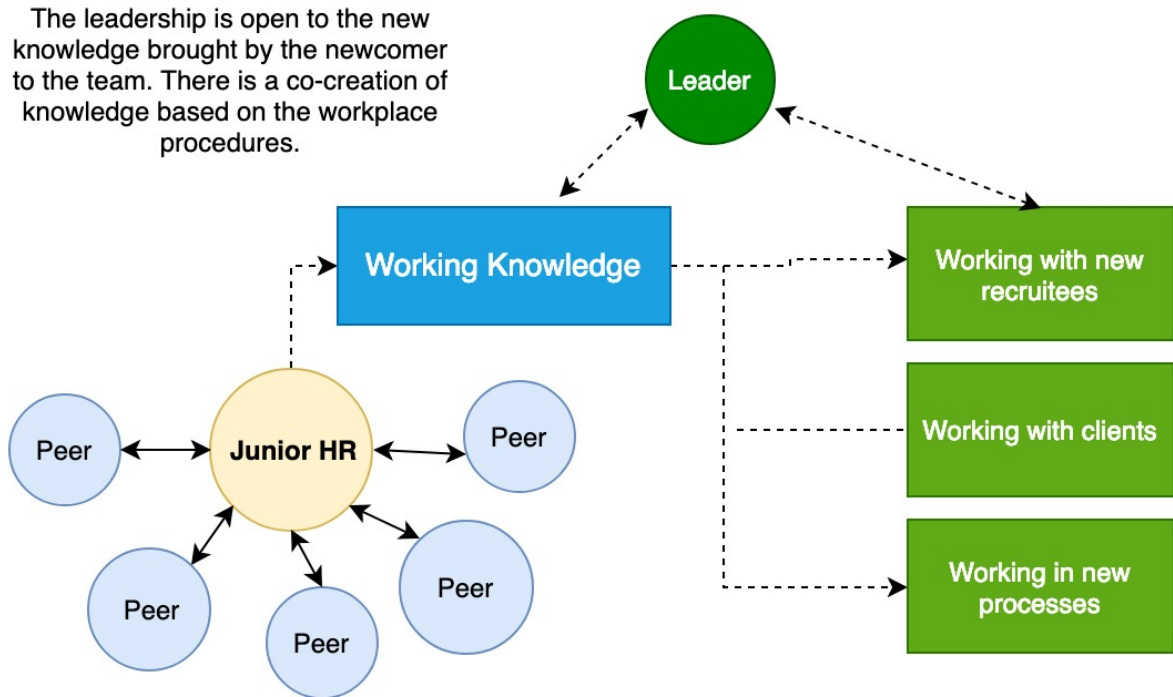 The leadership is open to the new
knowledge brought by the newcomer
to the team. There is a co-creation of
knowledge based on the workplace
procedures.
Leader
Working Knowledge
Working with new
recruitees
Working with clients
Working in new
processes
Junior HR
Peer
Peer
Peer
Peer
Peer